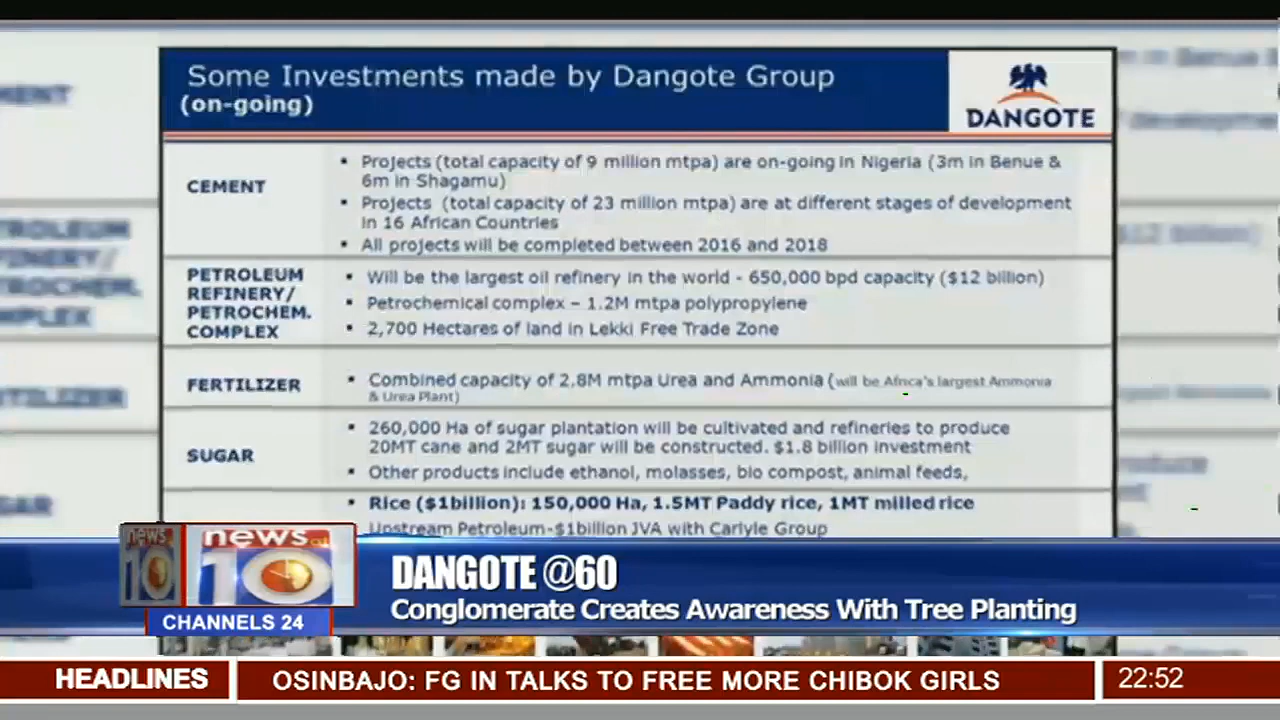 Some Investments made by Dangote Group
(on-going)
DANGOTE
CEMENT
Projects (total capacity of 9 million mtpa) are on-going in Nigeria (3m in Benue &
6m in Shagamu)
Projects (total capacity of 23 million mtpa) are at different stages of development
in 16 African Countries
All projects will be completed between 2016 and 2018
PETROLEUM
REFINERY/
PETROCHEM.
COMPLEX
Will be the largest oil refinery in the world - 650,000 bpd capacity ($12 billion)
Petrochemical complex – 1.2M mtpa polypropylene
2,700 Hectares of land in Lekki Free Trade Zone
FERTILIZER
Combined capacity of 2.8M mtpa Urea and Ammonia (will be Africa's largest Ammonia
& Urea Plant)
SUGAR
260,000 Ha of sugar plantation will be cultivated and refineries to produce
20MT cane and 2MT sugar will be constructed. $1.8 billion investment
Other products include ethanol, molasses, bio compost, animal feeds,
Rice ($1billion): 150,000 Ha, 1.5MT Paddy rice, 1MT milled rice
Upstream Petroleum-$1billion JVA with Carlyle Group
news
10
news
10
CHANNELS 24
DANGOTE @60
Conglomerate Creates Awareness With Tree Planting
HEADLINES
OSINBAJO: FG IN TALKS TO FREE MORE CHIBOK GIRLS
22:52